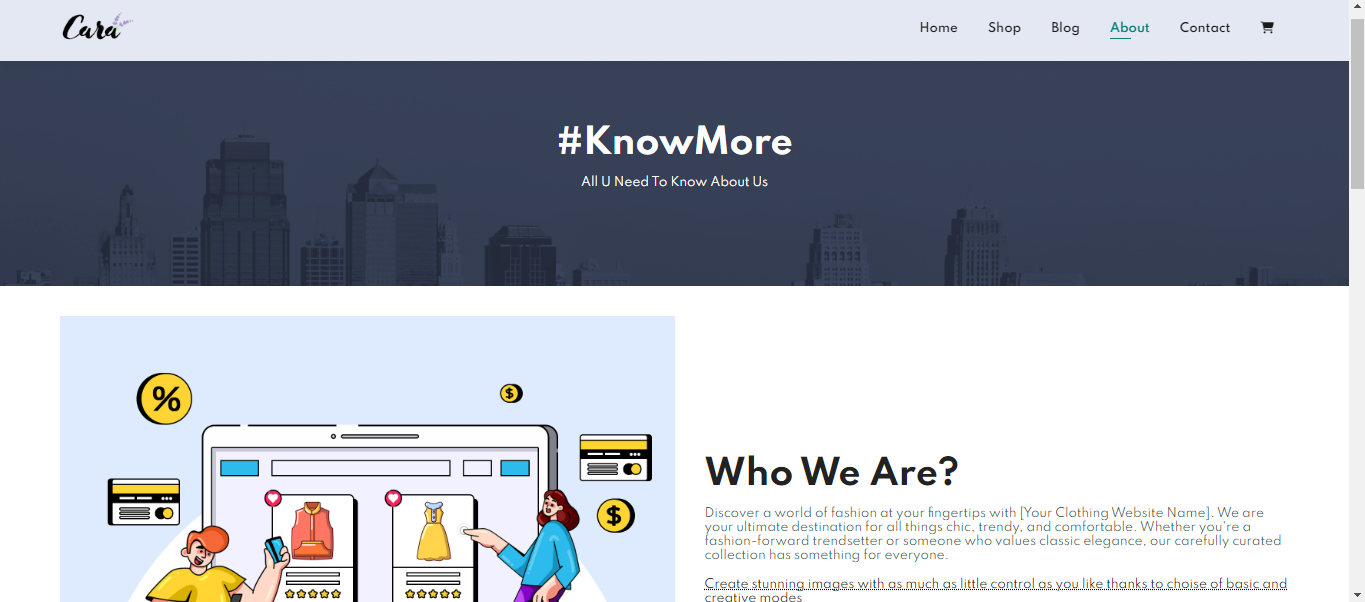 Cara
Home
Shop
Blog
About
Contact
#KnowMore
All U Need To Know About Us
%
$
$
Who We Are?
Discover a world of fashion at your fingertips with [Your Clothing Website Name]. We are
your ultimate destination for all things chic, trendy, and comfortable. Whether you're a
fashion-forward trendsetter or someone who values classic elegance, our carefully curated
collection has something for everyone.
Create stunning images with as much as little control as you like thanks to choise of basic and
creative modes